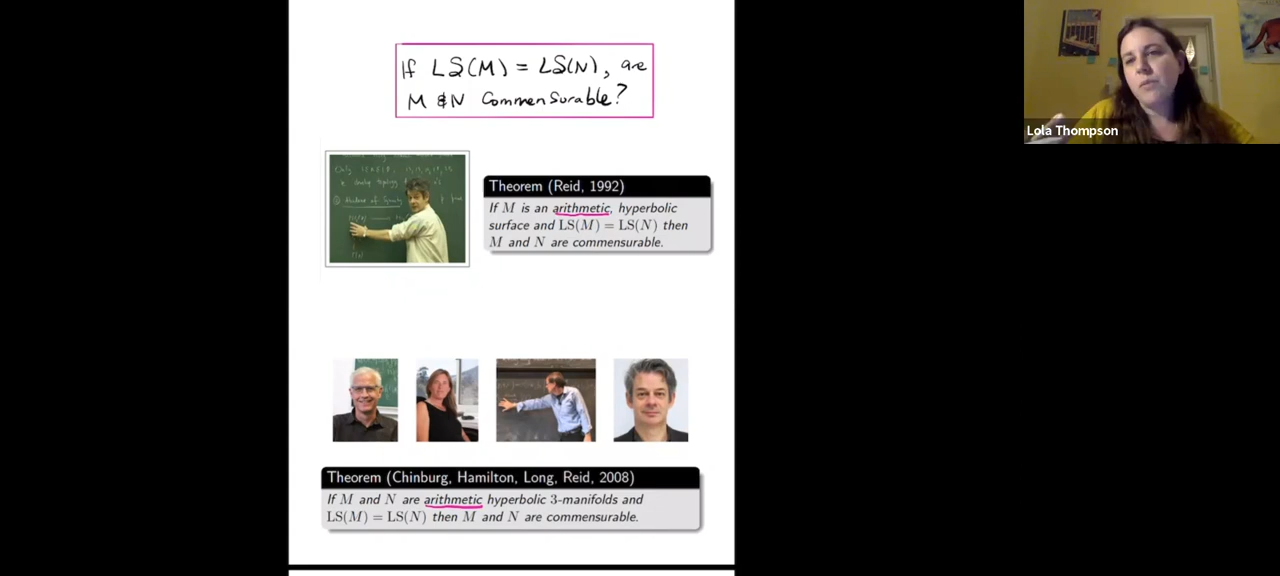 If LS(M) = LS(N), are
M & N Commensurable?
Theorem (Reid, 1992)
If M is an arithmetic, hyperbolic
surface and LS(M) = LS(N) then
M and N are commensurable.
Theorem (Chinburg, Hamilton, Long, Reid, 2008)
If M and N are arithmetic hyperbolic 3-manifolds and
LS(M) = LS(N) then M and N are commensurable.
Lola Thompson